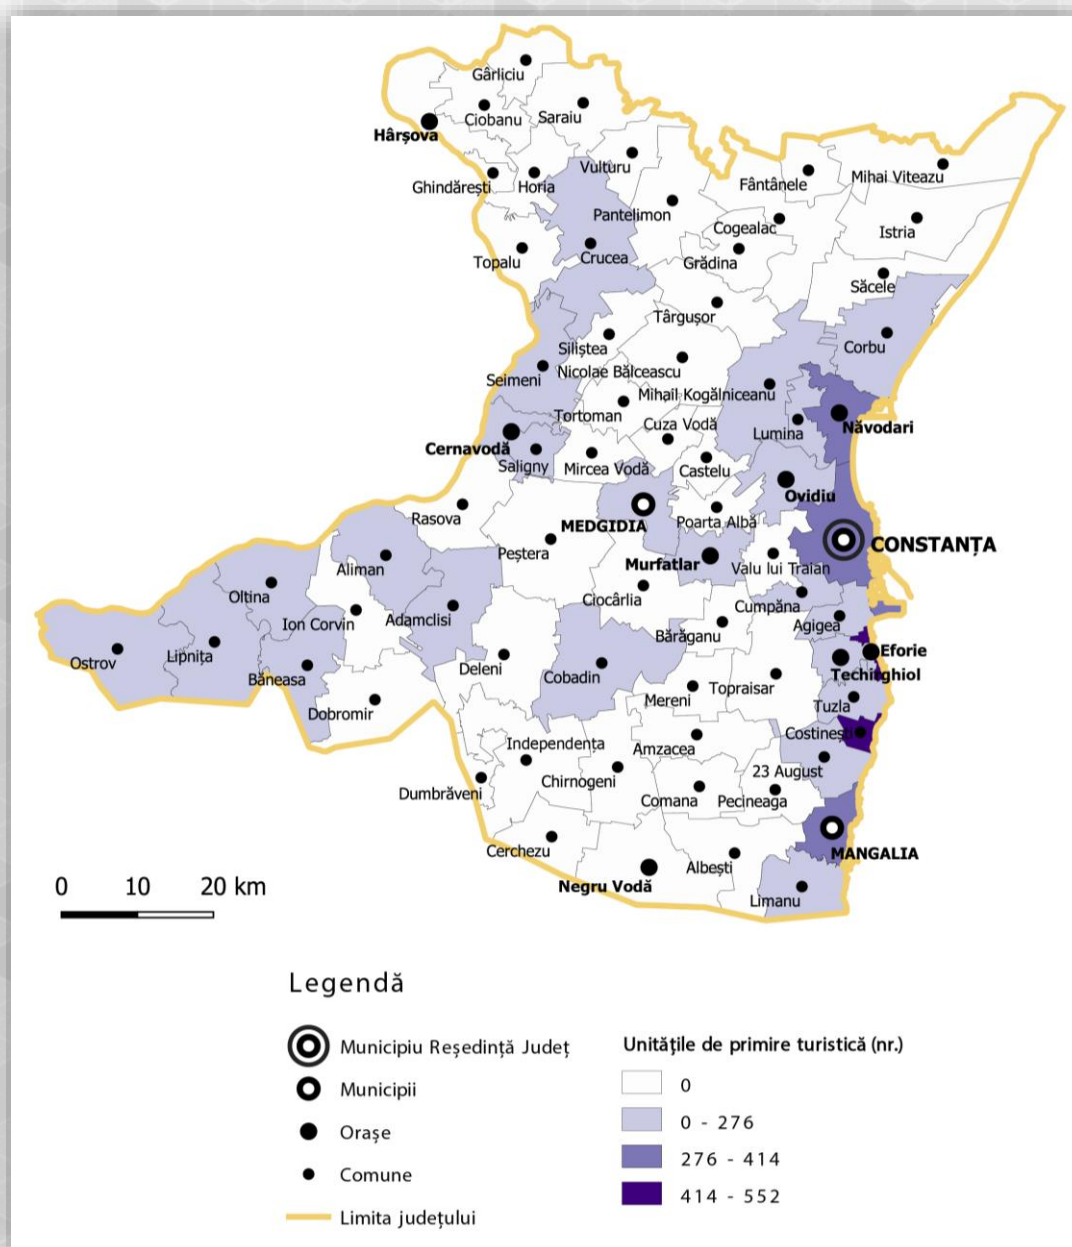 Gârliciu
Ciobanu
Saraiu
Hârșova
Vulturu
Ghindărești
Horia
Fântânele
Mihai Viteazu
Pantelimon
Cogealac
Istria
Topalu
Crucea
Grădina
Săcele
Târgușor
Siliștea
Corbu
Seimeni
Nicolae Bălcescu
Mihail Kogălniceanu
Tortoman
Cuza Vodă
Lumina
Năvodari
Cernavodă
Saligny
Mircea Vodă
Castelu
Ovidiu
Rasova
MEDGIDIA
Poarta Albă
CONSTANȚA
Peștera
Murfatlar
Valu lui Traian
Aliman
Oltina
Ciocârlia
Cumpăna
Ion Corvin
Adamclisi
Bărăganu
Agigea
Ostrov
Lipnița
Eforie
Băneasa
Deleni
Cobadin
Techirghiol
Dobromir
Mereni
Topraisar
Tuzla
Independența
Amzacea
Costinești
Dumbrăveni
Chirnogeni
23 August
Comana
Pecineaga
Cerchezu
Albești
MANGALIA
Negru Vodă
Limanu
0 10 20 km
Legendă
Municipiu Reședință Județ
Municipii
Orașe
Comune
Limita județului
Unitățile de primire turistică (nr.)
0
0 - 276
276 - 414
414 - 552